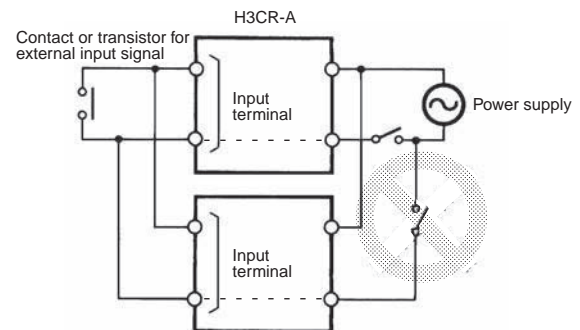 H3CR-A
Contact or transistor for
external input signal
Input
terminal
Power supply
Input
terminal